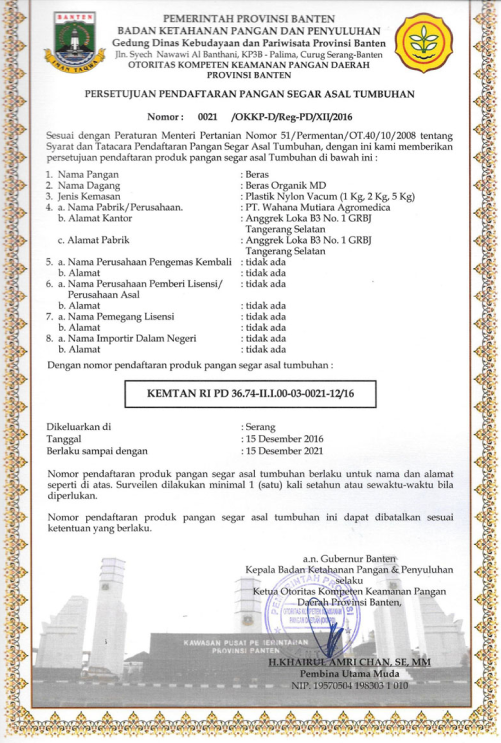 BANTEN
IMAN TAQWA
PEMERINTAH PROVINSI BANTEN
BADAN KETAHANAN PANGAN DAN PENYULUHAN
Gedung Dinas Kebudayaan dan Pariwisata Provinsi Banten
Jln. Syech Nawawi Al Banthani, KP3B - Palima, Curug Serang-Banten
OTORITAS KOMPETEN KEAMANAN PANGAN DAERAH
PROVINSI BANTEN
PERSETUJUAN PENDAFTARAN PANGAN SEGAR ASAL TUMBUHAN
Nomor : 0021 /OKKP-D/Reg-PD/XII/2016
Sesuai dengan Peraturan Menteri Pertanian Nomor 51/Permentan/OT.40/10/2008 tentang
Syarat dan Tatacara Pendaftaran Pangan Segar Asal Tumbuhan, dengan ini kami memberikan
persetujuan pendaftaran produk pangan segar asal Tumbuhan di bawah ini :
1. Nama Pangan : Beras
2. Nama Dagang : Beras Organik MD
3. Jenis Kemasan : Plastik Nylon Vacum (1 Kg, 2 Kg, 5 Kg)
4. a. Nama Pabrik/Perusahaan. : PT. Wahana Mutiara Agromedica
b. Alamat Kantor : Anggrek Loka B3 No. 1 GRBJ
Tangerang Selatan
c. Alamat Pabrik : Anggrek Loka B3 No. 1 GRBJ
Tangerang Selatan
5. a. Nama Perusahaan Pengemas Kembali : tidak ada
b. Alamat : tidak ada
6. a. Nama Perusahaan Pemberi Lisensi/ : tidak ada
Perusahaan Asal
b. Alamat : tidak ada
7. a. Nama Pemegang Lisensi : tidak ada
b. Alamat : tidak ada
8. a. Nama Importir Dalam Negeri : tidak ada
b. Alamat : tidak ada
Dengan nomor pendaftaran produk pangan segar asal tumbuhan :
KEMTAN RI PD 36.74-II.I.00-03-0021-12/16
Dikeluarkan di : Serang
Tanggal : 15 Desember 2016
Berlaku sampai dengan : 15 Desember 2021
Nomor pendaftaran produk pangan segar asal tumbuhan berlaku untuk nama dan alamat
seperti di atas. Surveilen dilakukan minimal 1 (satu) kali setahun atau sewaktu-waktu bila
diperlukan.
Nomor pendaftaran produk pangan segar asal tumbuhan ini dapat dibatalkan sesuai
ketentuan yang berlaku.
a.n. Gubernur Banten
Kepala Badan Ketahanan Pangan & Penyuluhan
selaku
Ketua Otoritas Kompeten Keamanan Pangan
Daerah Provinsi Banten,
OTORITAS KOMPETEN KEAMANAN
PANGAN DAERAH
KAWASAN PUSAT PEMERINTAHAN
PROVINSI BANTEN
H.KHAIRUL AMRI CHAN, SE, MM
Pembina Utama Muda
NIP. 19570504 198303 1 010